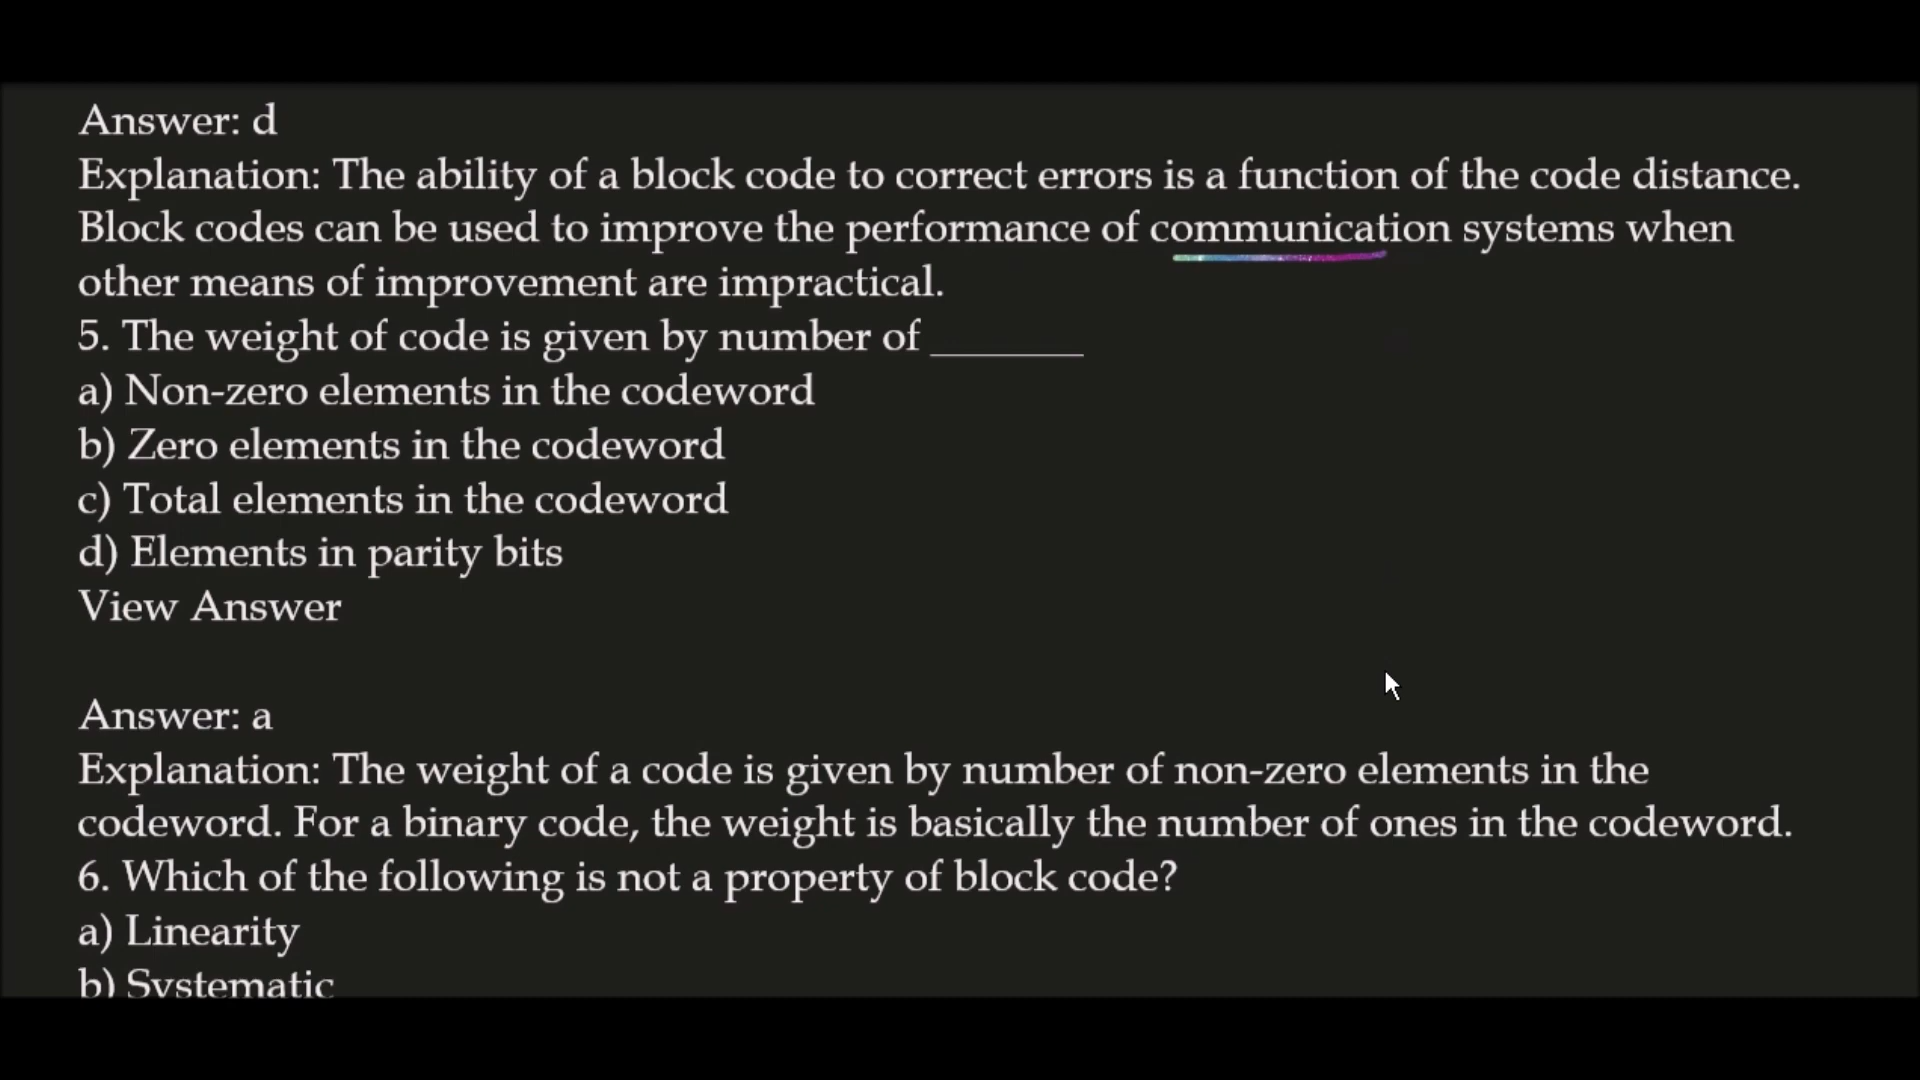 Answer: d
Explanation: The ability of a block code to correct errors is a function of the code distance.
Block codes can be used to improve the performance of communication systems when
other means of improvement are impractical.
5. The weight of code is given by number of ________
a) Non-zero elements in the codeword
b) Zero elements in the codeword
c) Total elements in the codeword
d) Elements in parity bits
View Answer
Answer: a
Explanation: The weight of a code is given by number of non-zero elements in the
codeword. For a binary code, the weight is basically the number of ones in the codeword.
6. Which of the following is not a property of block code?
a) Linearity
b) Systematic